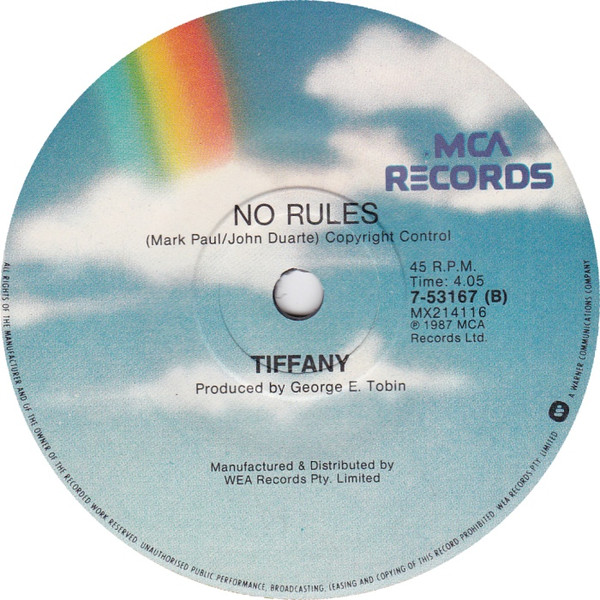 MCA
RECORDS
NO RULES
(Mark Paul/John Duarte) Copyright Control
45 R.P.M.
Time: 4.05
7-53167 (B)
MX214116
℗ 1987 MCA
Records Ltd.
TIFFANY
Produced by George E. Tobin
Manufactured & Distributed by
WEA Records Pty. Limited
ALL RIGHTS OF THE MANUFACTURER AND OF THE OWNER OF THE RECORDED WORK RESERVED. UNAUTHORISED PUBLIC PERFORMANCE, BROADCASTING, LEASING AND COPYING OF THIS RECORD PROHIBITED. WEA RECORDS PTY. LIMITED
A WARNER COMMUNICATIONS COMPANY